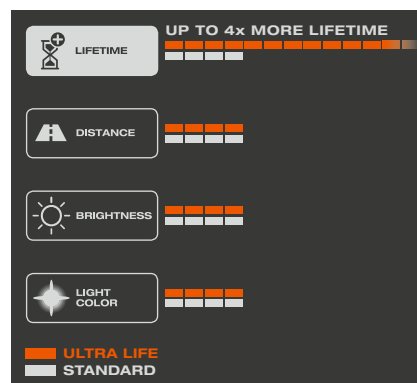 UP TO 4x MORE LIFETIME
LIFETIME
DISTANCE
BRIGHTNESS
LIGHT
COLOR
ULTRA LIFE
STANDARD